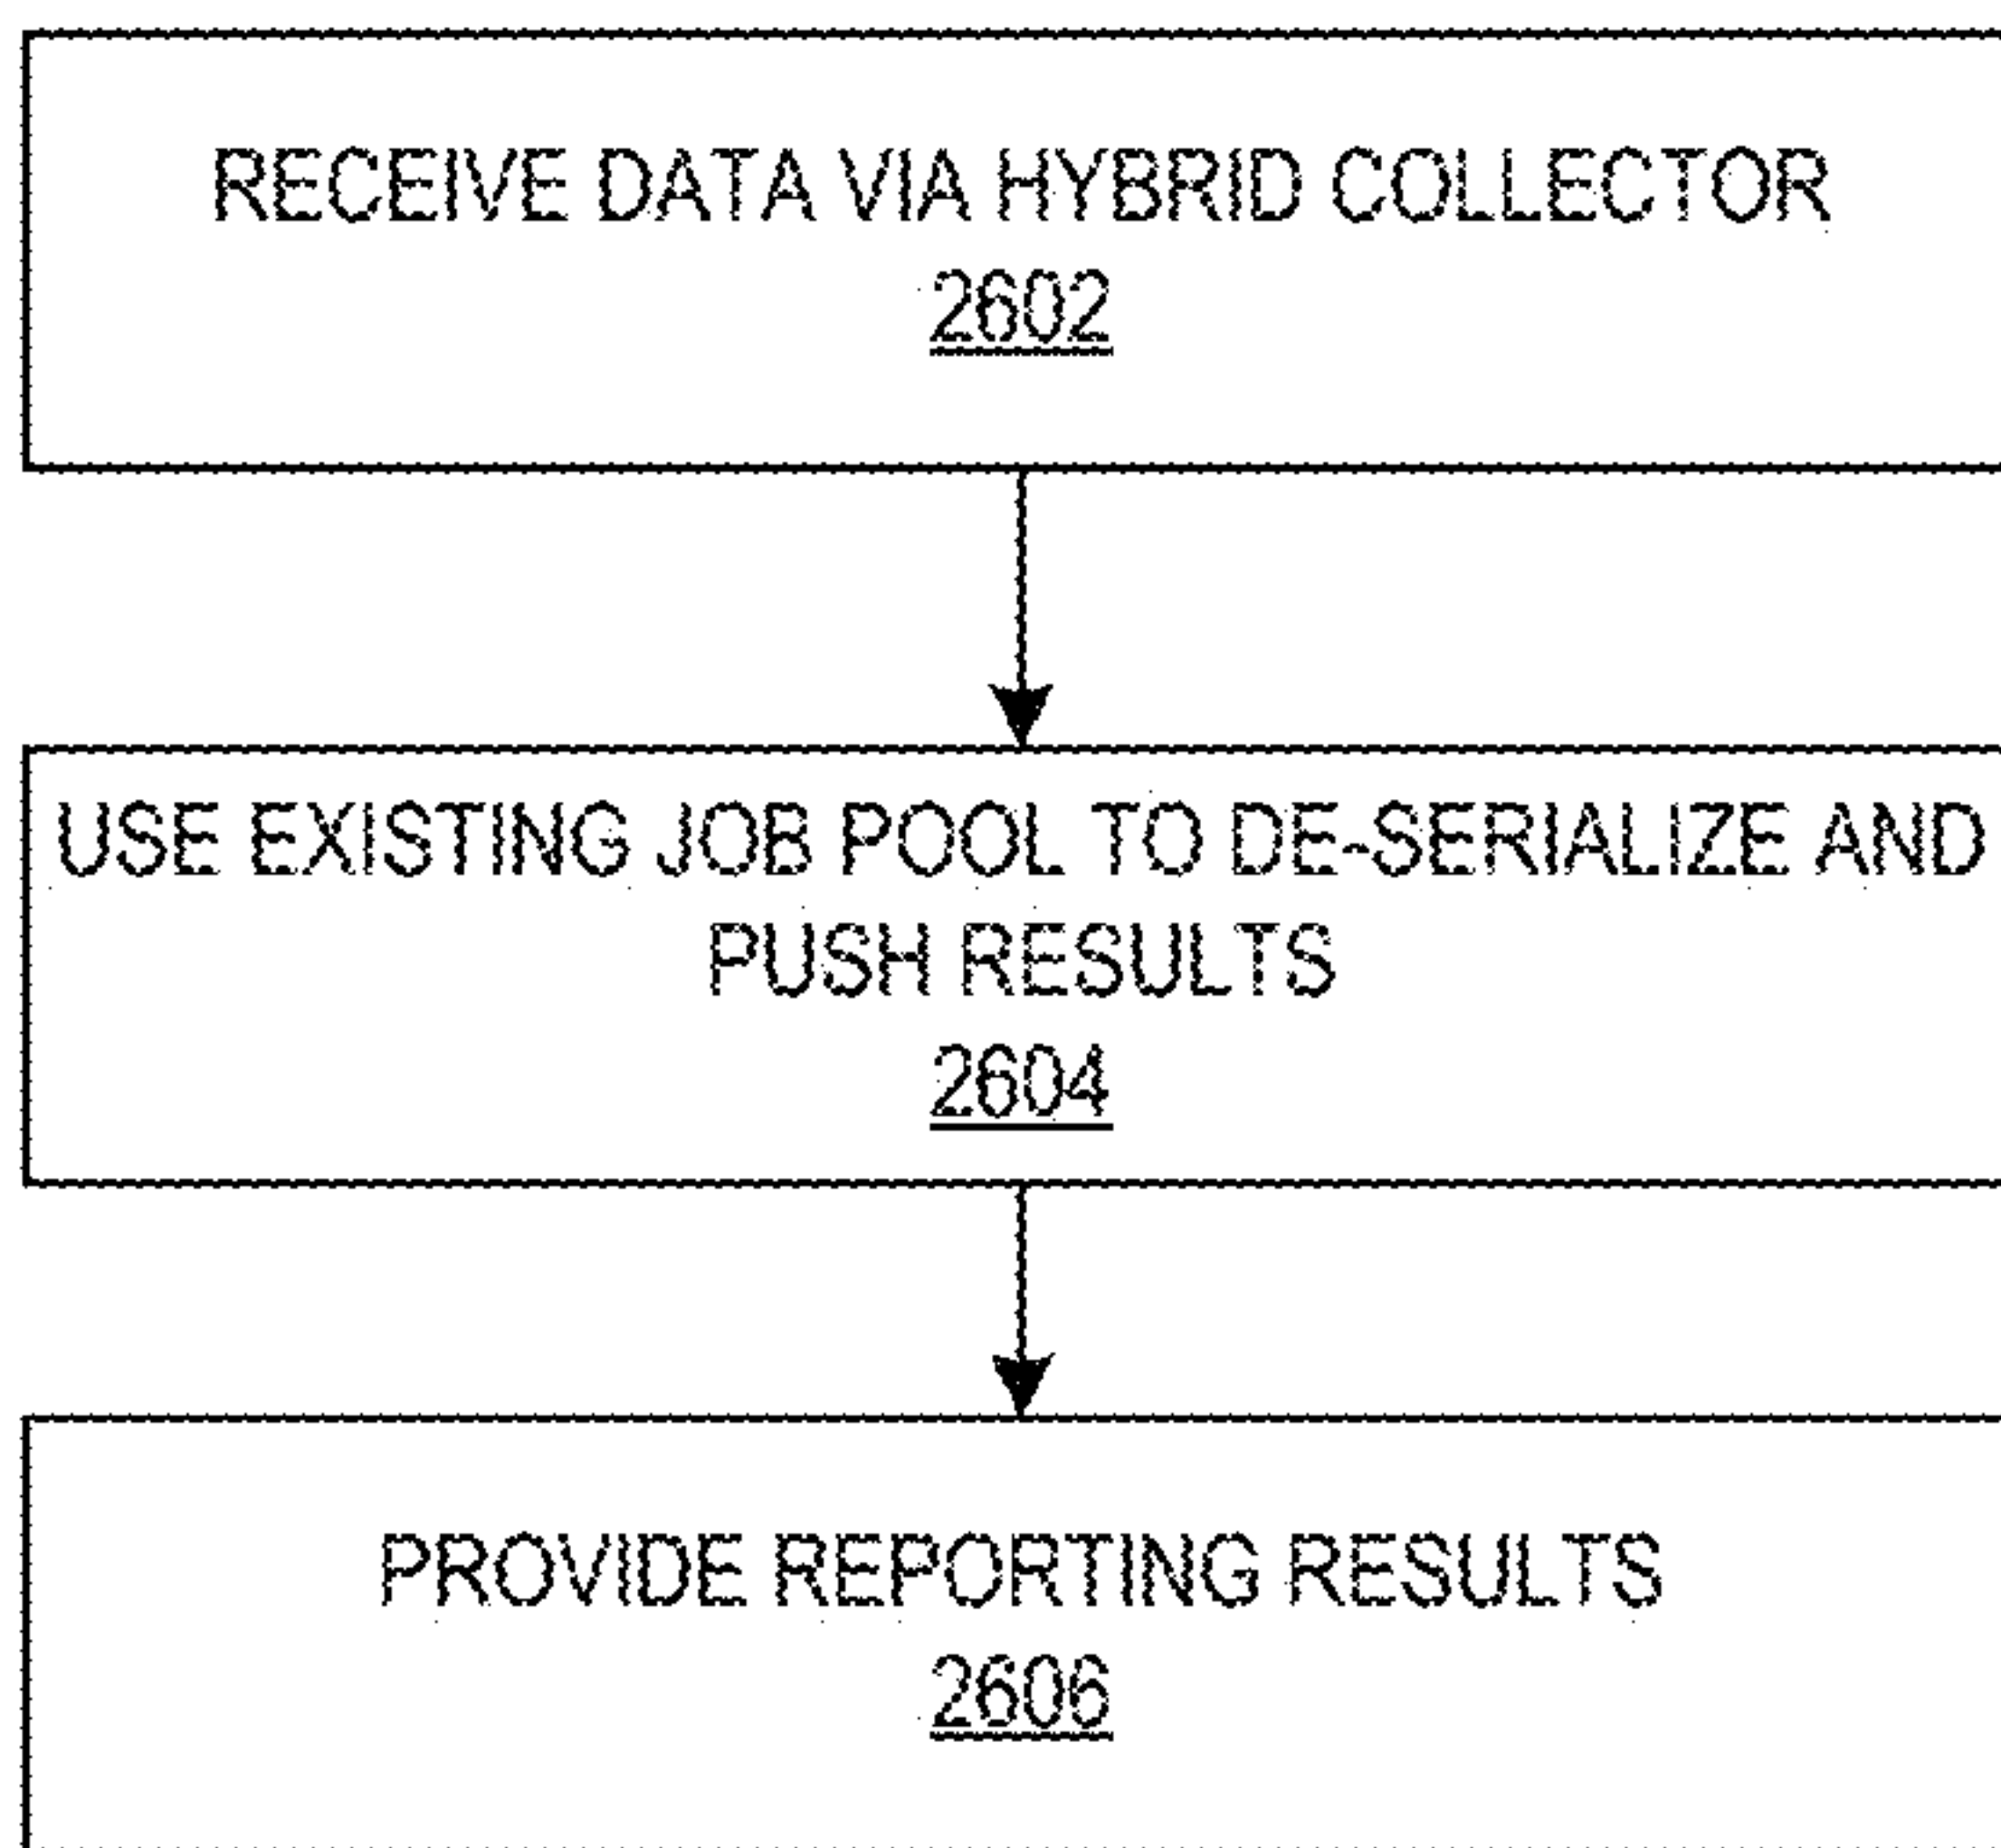 RECEIVE DATA VIA HYBRID COLLECTOR
2602
USE EXISTING JOB POOL TO DE-SERIALIZE AND
PUSH RESULTS
2604
PROVIDE REPORTING RESULTS
2606